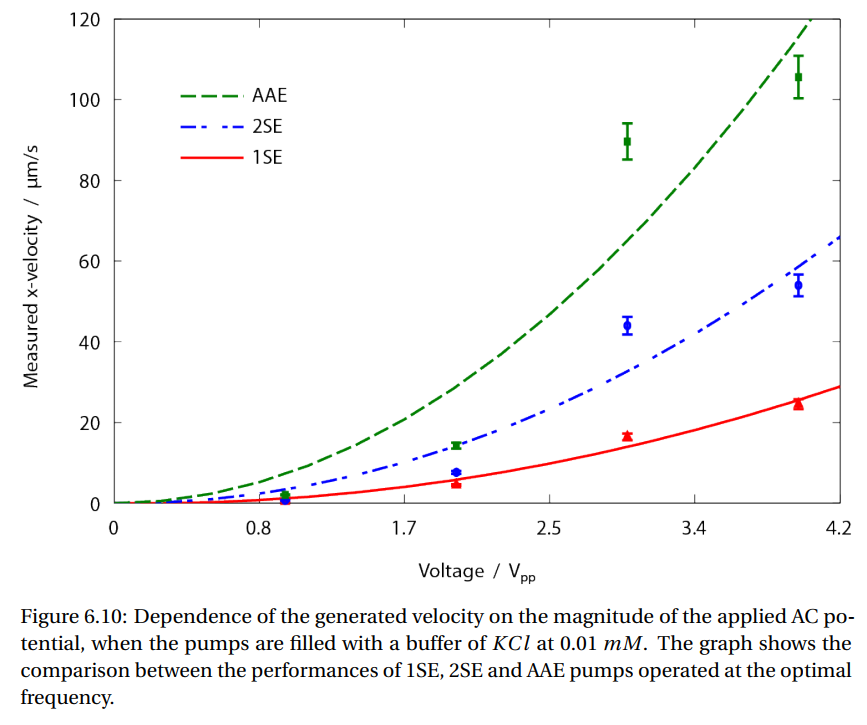 120
100
80
60
40
20
0
Measured x-velocity / μm/s
AAE
2SE
1SE
0 0.8 1.7 2.5 3.4 4.2
Voltage / Vpp
Figure 6.10: Dependence of the generated velocity on the magnitude of the applied AC po-
tential, when the pumps are filled with a buffer of KCl at 0.01 mM. The graph shows the
comparison between the performances of 1SE, 2SE and AAE pumps operated at the optimal
frequency.